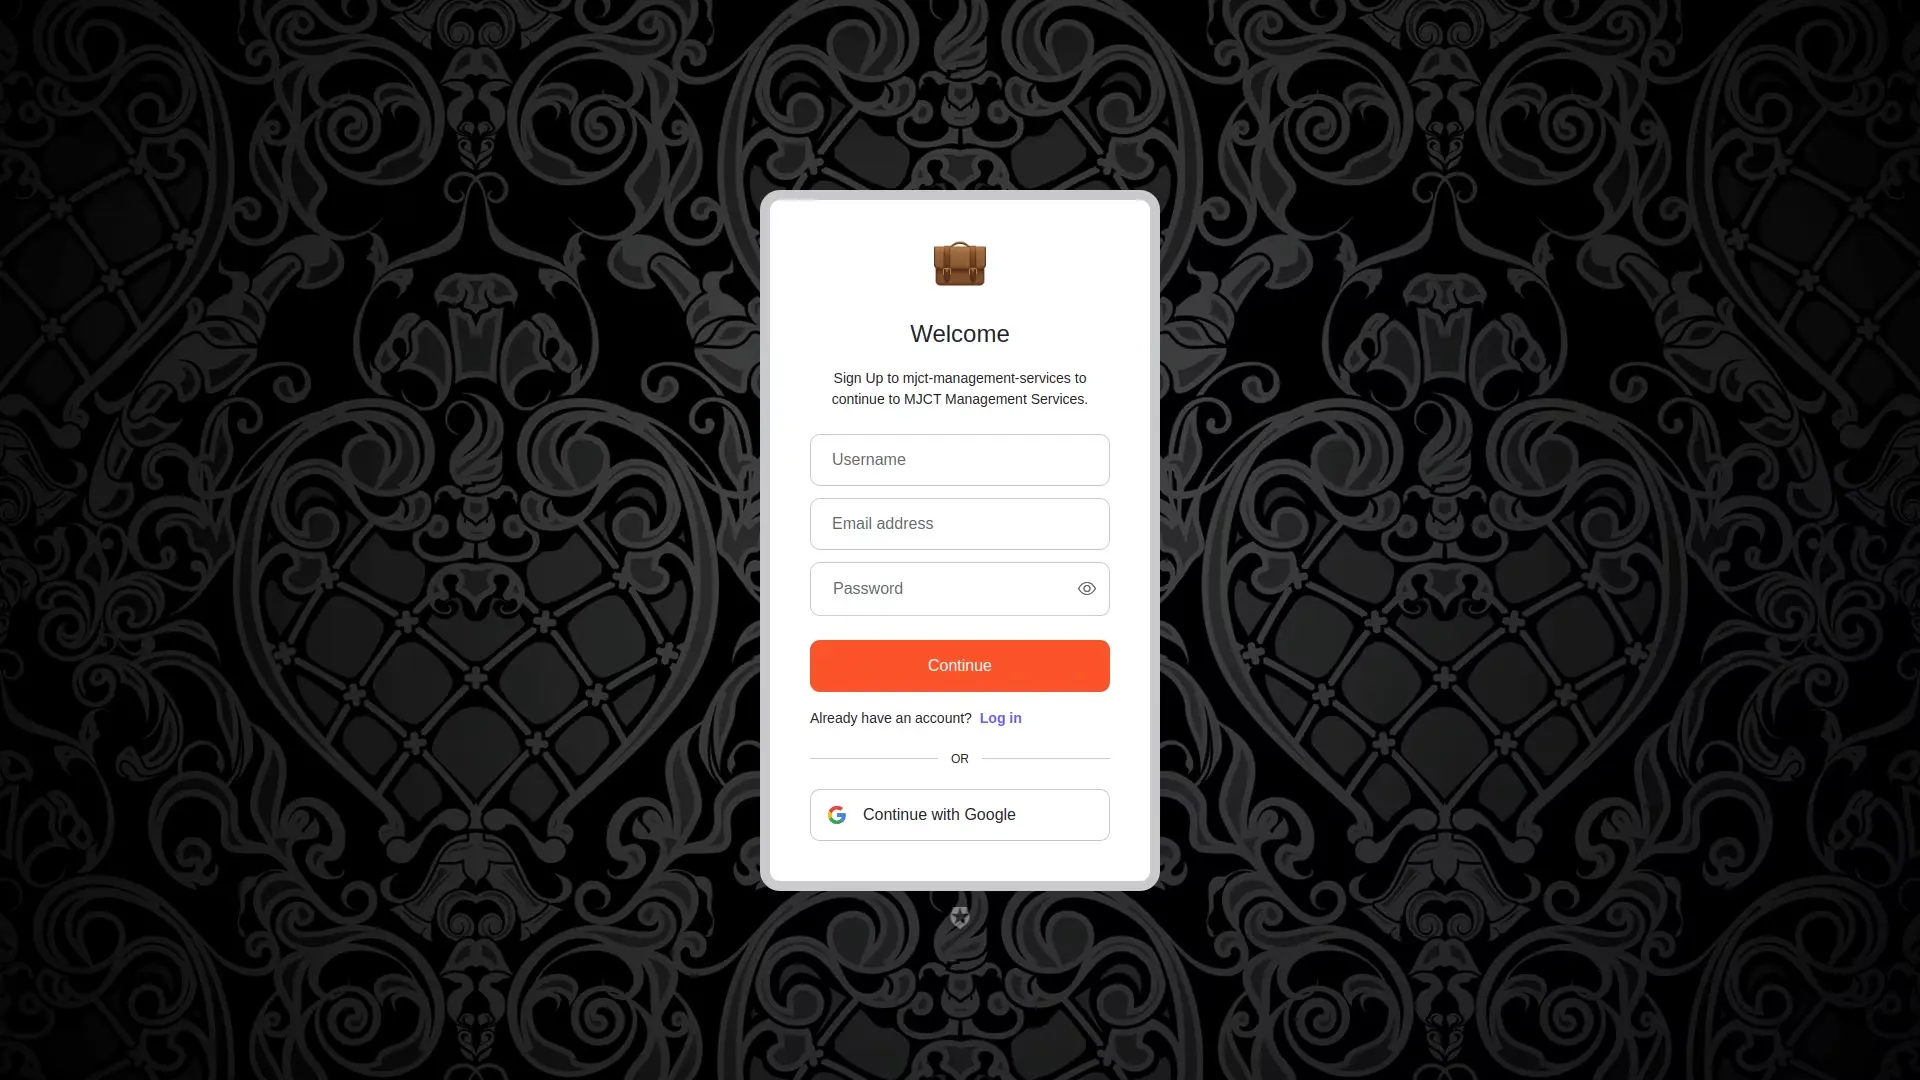 Welcome
Sign Up to mjct-management-services to
continue to MJCT Management Services.
Username
Email address
Password
Continue
Already have an account? Log in
OR
Continue with Google